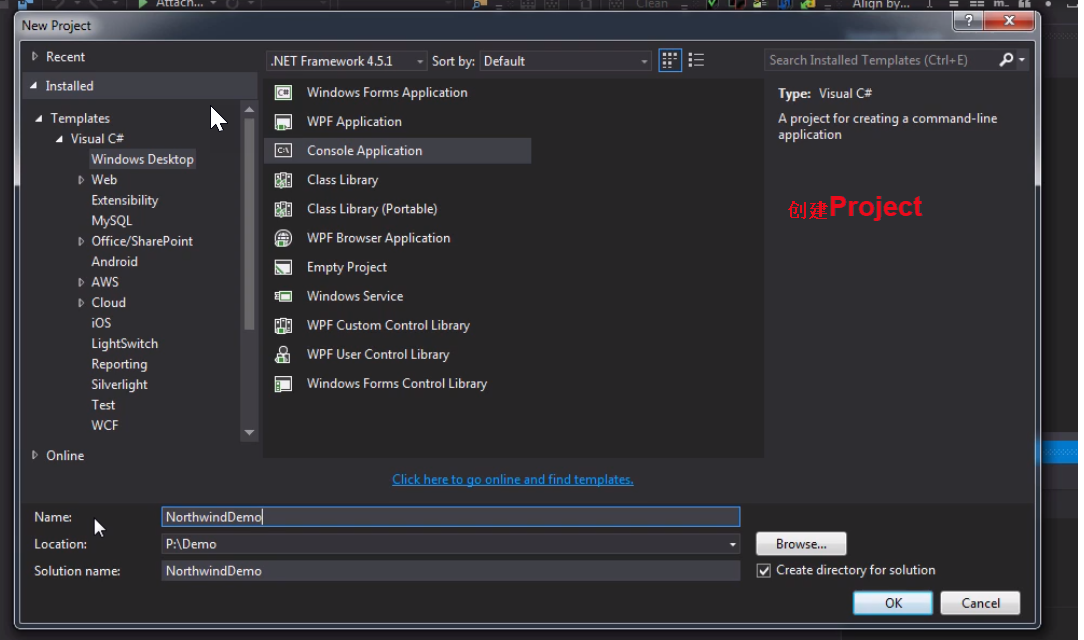 Attach...
Clean
Align by...
New Project
?
x
Recent
.NET Framework 4.5.1
Sort by:
Default
Search Installed Templates (Ctrl+E)
Installed
Templates
Visual C#
Windows Desktop
Web
Extensibility
MySQL
Office/SharePoint
Android
AWS
Cloud
iOS
LightSwitch
Reporting
Silverlight
Test
WCF
Online
Windows Forms Application
WPF Application
Console Application
Class Library
Class Library (Portable)
WPF Browser Application
Empty Project
Windows Service
WPF Custom Control Library
WPF User Control Library
Windows Forms Control Library
Type: Visual C#
A project for creating a command-line
application
创建Project
Click here to go online and find templates.
Name:
NorthwindDemo
Location:
P:\Demo
Browse...
Solution name:
NorthwindDemo
Create directory for solution
OK
Cancel